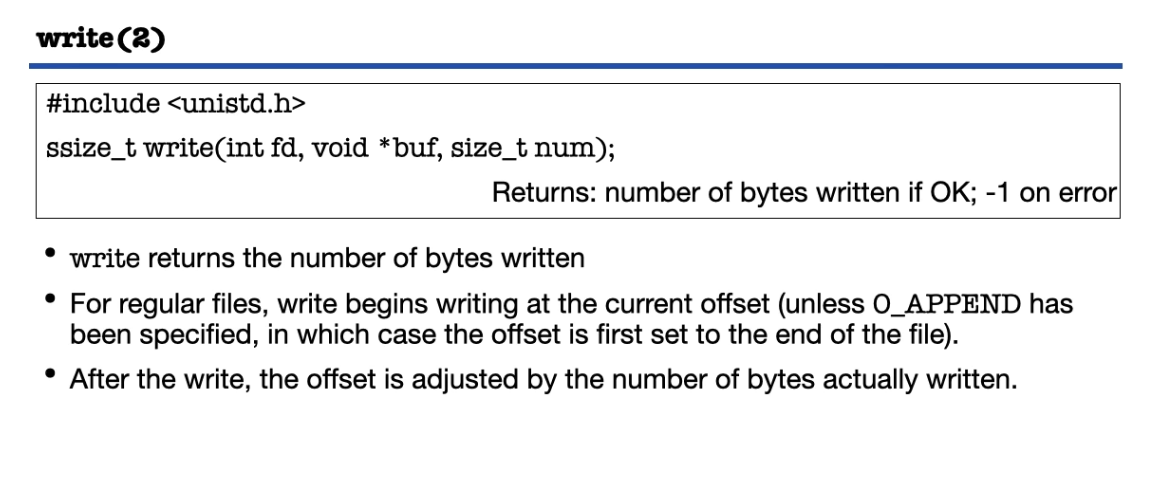 write(2)
#include <unistd.h>
ssize_t write(int fd, void *buf, size_t num);
Returns: number of bytes written if OK; -1 on error
• write returns the number of bytes written
• For regular files, write begins writing at the current offset (unless O_APPEND has
been specified, in which case the offset is first set to the end of the file).
• After the write, the offset is adjusted by the number of bytes actually written.